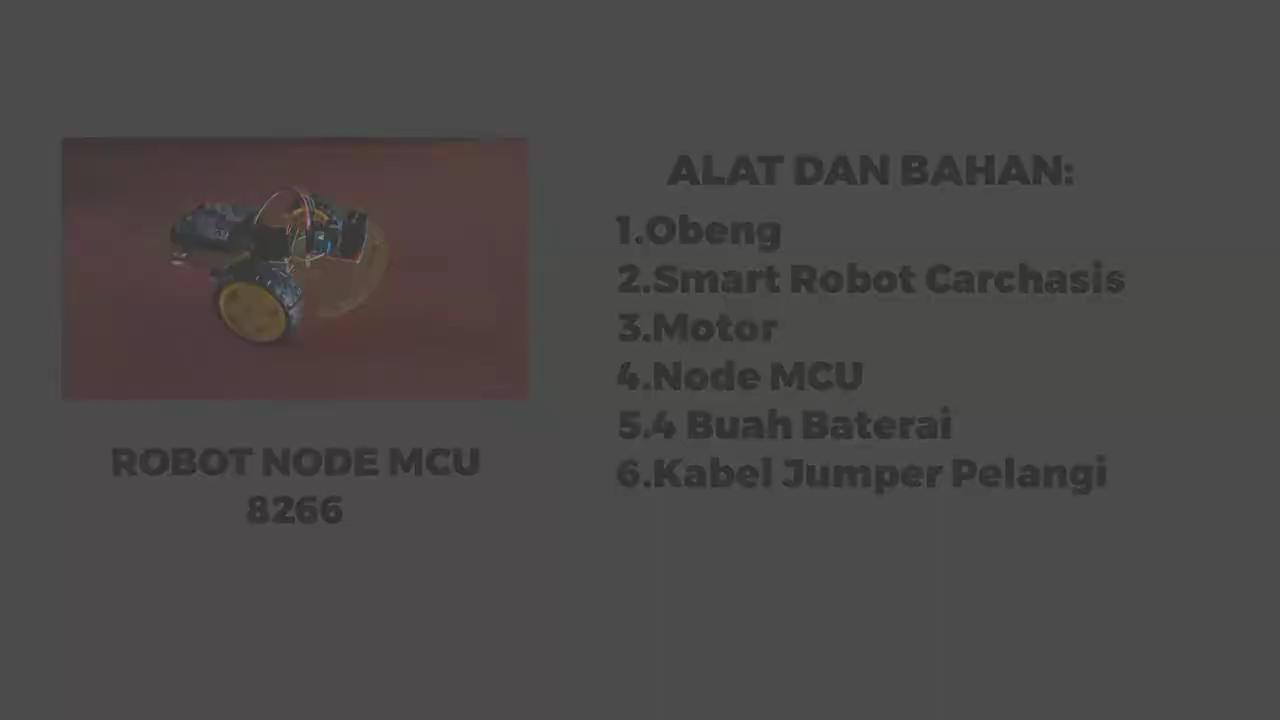 ROBOT NODE MCU
8266
ALAT DAN BAHAN:
1.Obeng
2.Smart Robot Carchasis
3.Motor
4.Node MCU
5.4 Buah Baterai
6.Kabel Jumper Pelangi